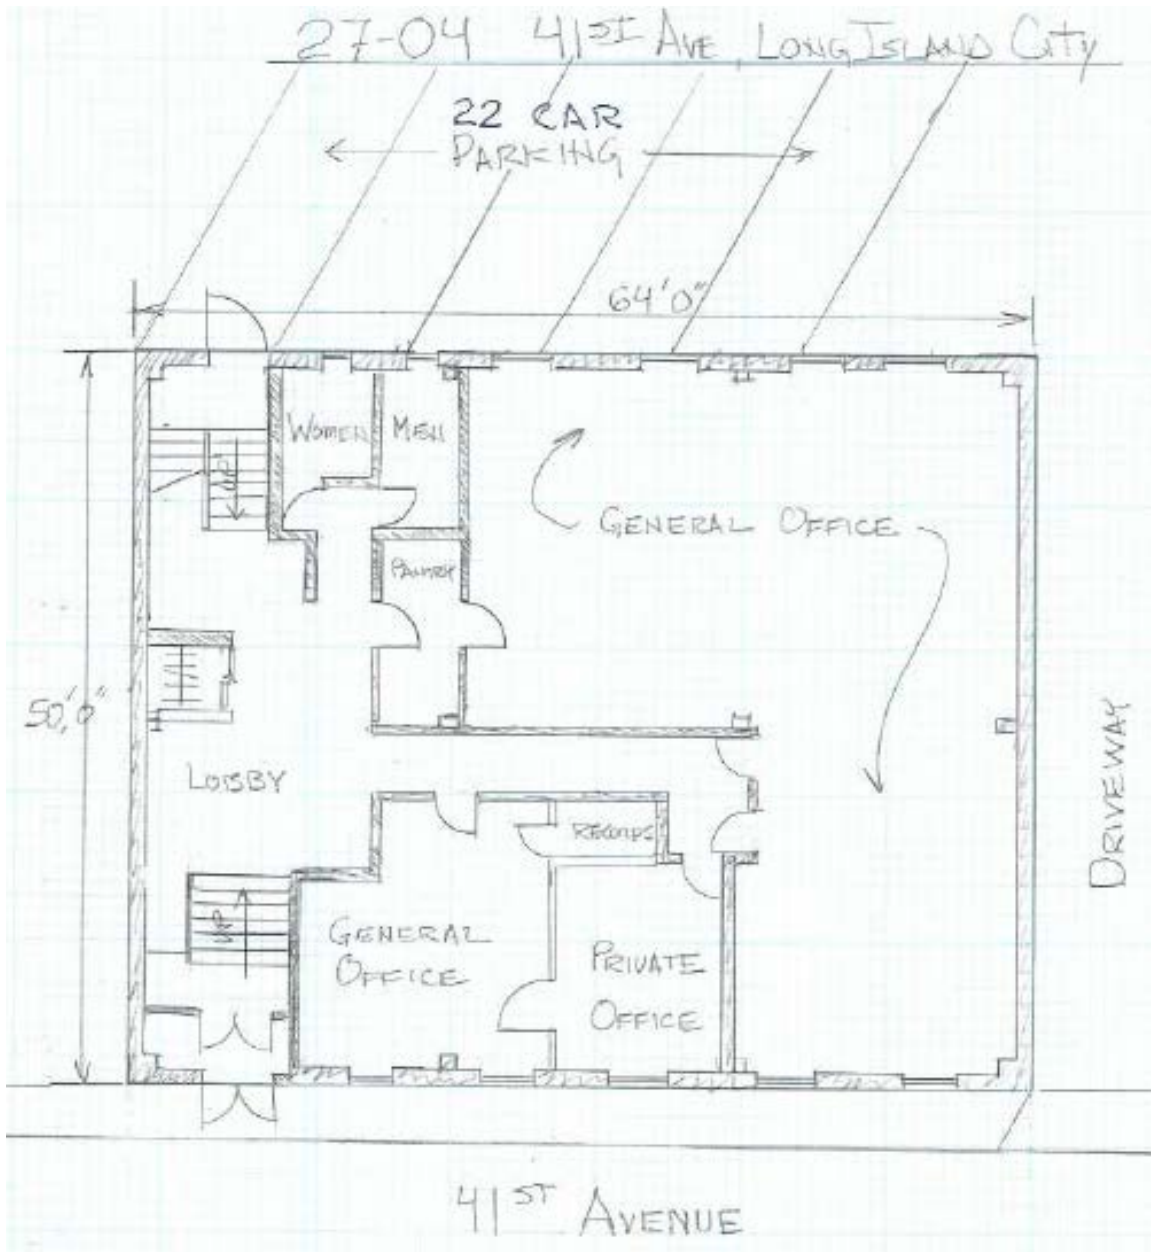 27-04 41ST AVE LONG ISLAND CITY
22 CAR
PARKING
64'0"
WOMEN
MEN
UP
GENERAL OFFICE
PANTRY
50'0"
LOBBY
DRIVEWAY
RECORDS
UP
GENERAL
OFFICE
PRIVATE
OFFICE
41ST AVENUE